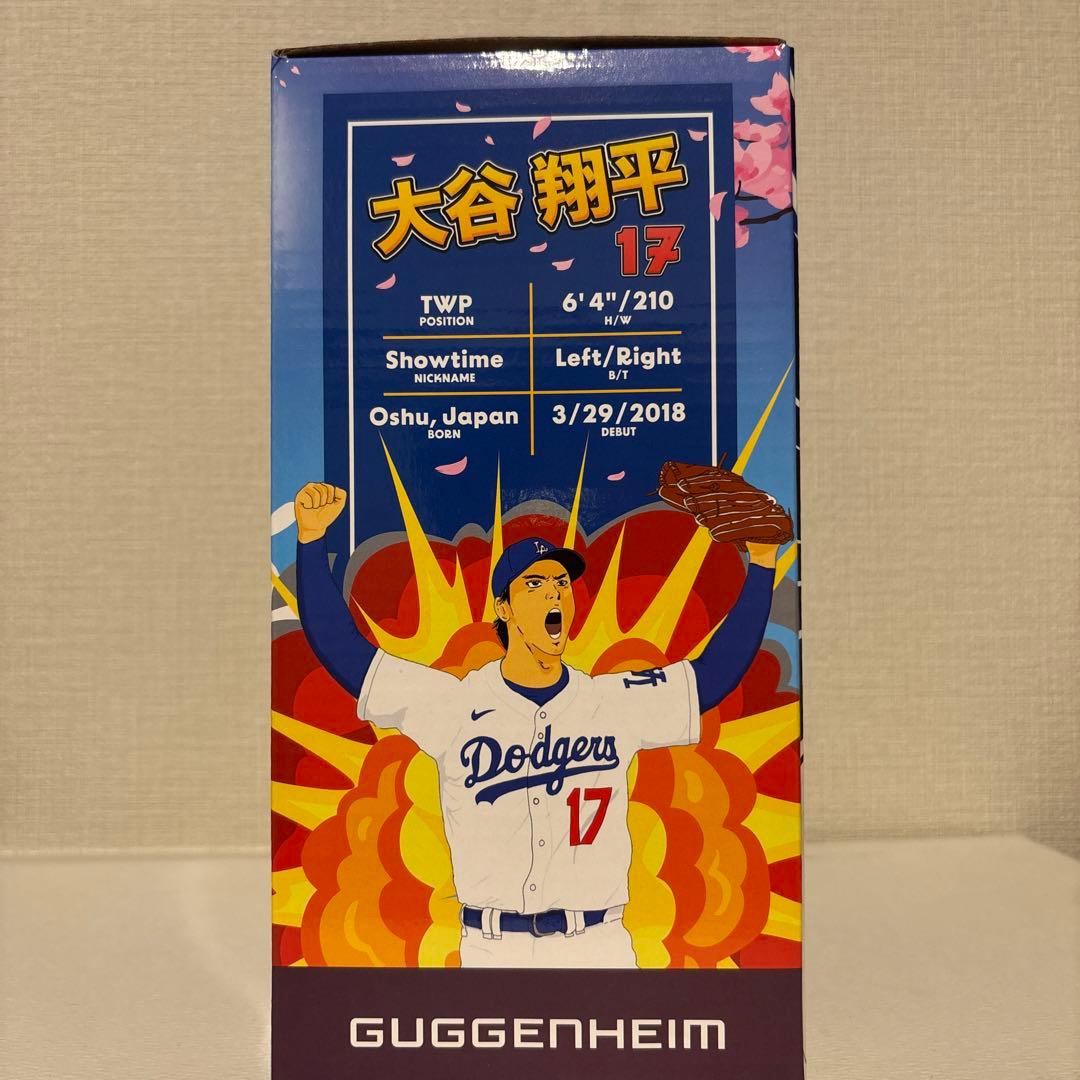 大谷 翔平
17
TWP
POSITION
6'4"/210
H/W
Showtime
NICKNAME
Left/Right
B/T
Oshu, Japan
BORN
3/29/2018
DEBUT
LA
Dodgers
17
GUGGENHEIM